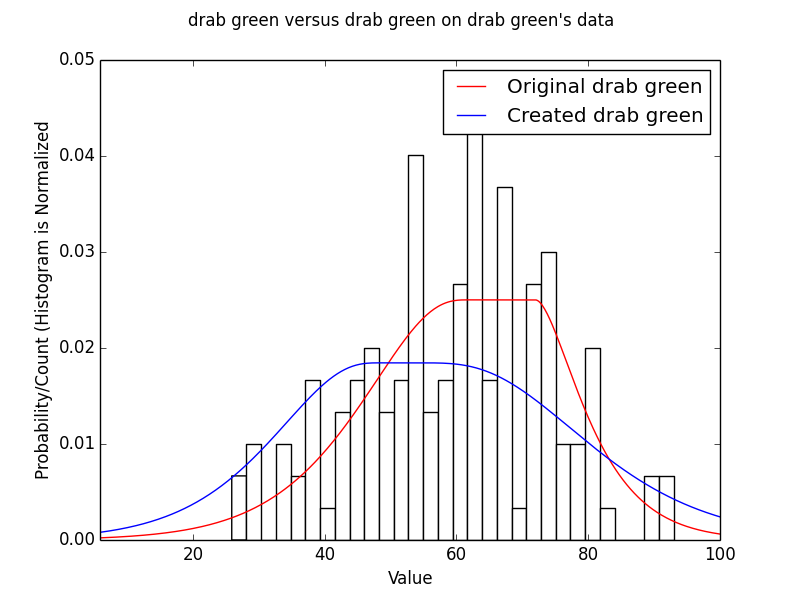 drab green versus drab green on drab green's data
Probability/Count (Histogram is Normalized
0.05
0.04
0.03
0.02
0.01
0.00
Original drab green
Created drab green
20 40 60 80 100
Value